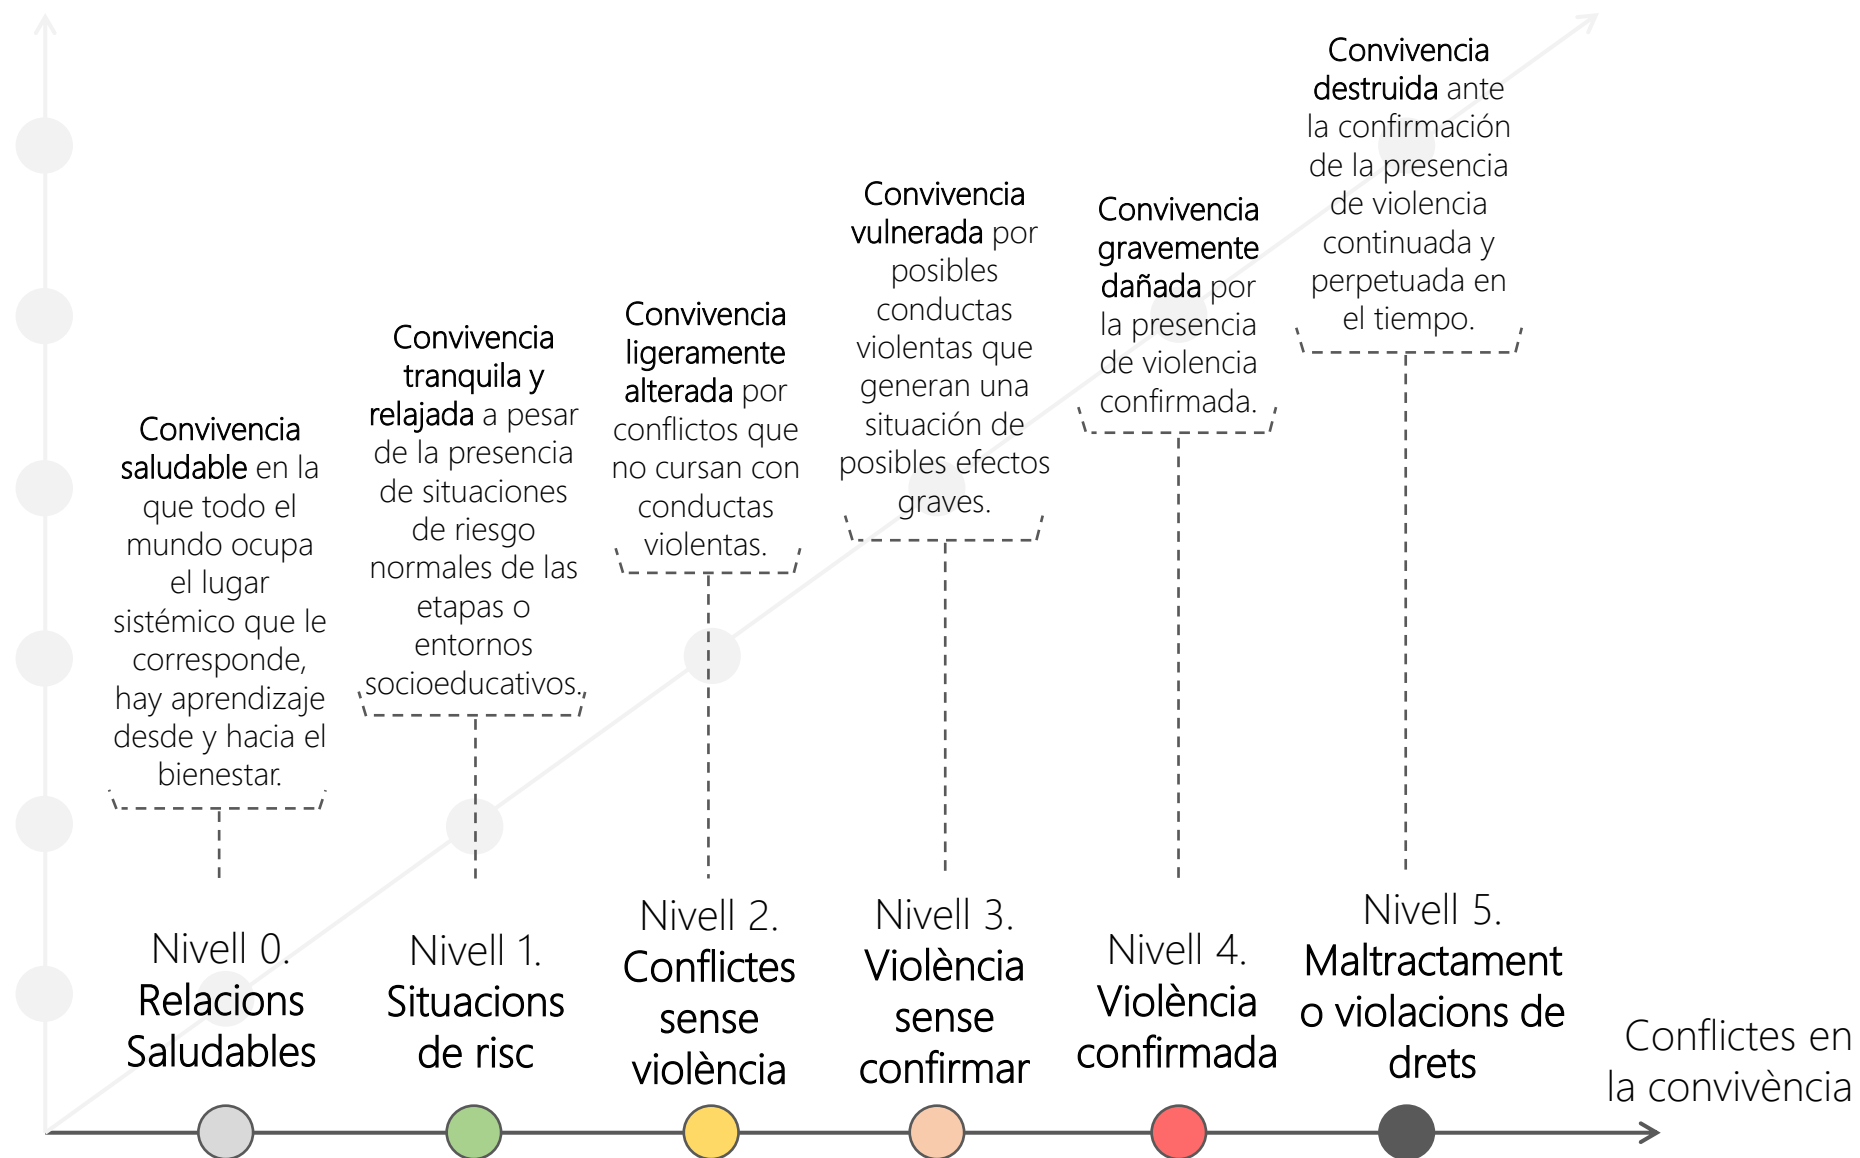 Convivencia
saludable en la
que todo el
mundo ocupa
el lugar
sistémico que le
corresponde,
hay aprendizaje
desde y hacia el
bienestar.
Convivencia
tranquila y
relajada a pesar
de la presencia
de situaciones
de riesgo
normales de las
etapas o
entornos
socioeducativos.
Convivencia
ligeramente
alterada por
conflictos que
no cursan con
conductas
violentas.
Convivencia
vulnerada por
posibles
conductas
violentas que
generan una
situación de
posibles efectos
graves.
Convivencia
gravemente
dañada por
la presencia
de violencia
confirmada.
Convivencia
destruida ante
la confirmación
de la presencia
de violencia
continuada y
perpetuada en
el tiempo.
Nivell 0.
Relacions
Saludables
Nivell 1.
Situacions
de risc
Nivell 2.
Conflictes
sense
violència
Nivell 3.
Violència
sense
confirmar
Nivell 4.
Violència
confirmada
Nivell 5.
Maltractament
o violacions de
drets
Conflictes en
la convivència